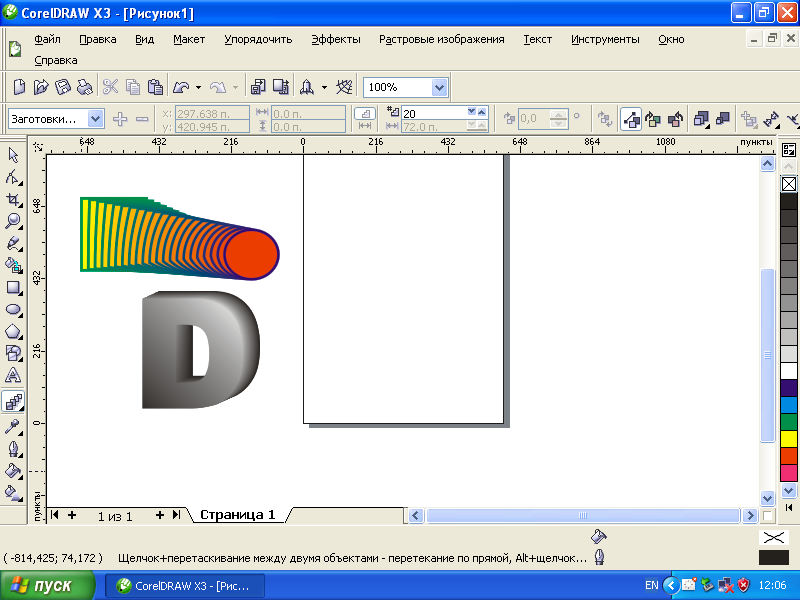 CorelDRAW X3 - [Рисунок1]
Файл Правка Вид Макет Упорядочить Эффекты Растровые изображения Текст Инструменты Окно
Справка
100%
Заготовки... x: 297.638 п. 0.0 п. 20 0,0 °
y: 420.945 п. 0.0 п. 72.0 п.
648 432 216 0 216 432 648 864 1080 пункты
648
432
216
0
пункты
D
1 из 1 Страница 1
( -814,425; 74,172 ) Щелчок+перетаскивание между двумя объектами - перетекание по прямой, Alt+щелчок...
пуск CorelDRAW X3 - [Рис... EN 12:06